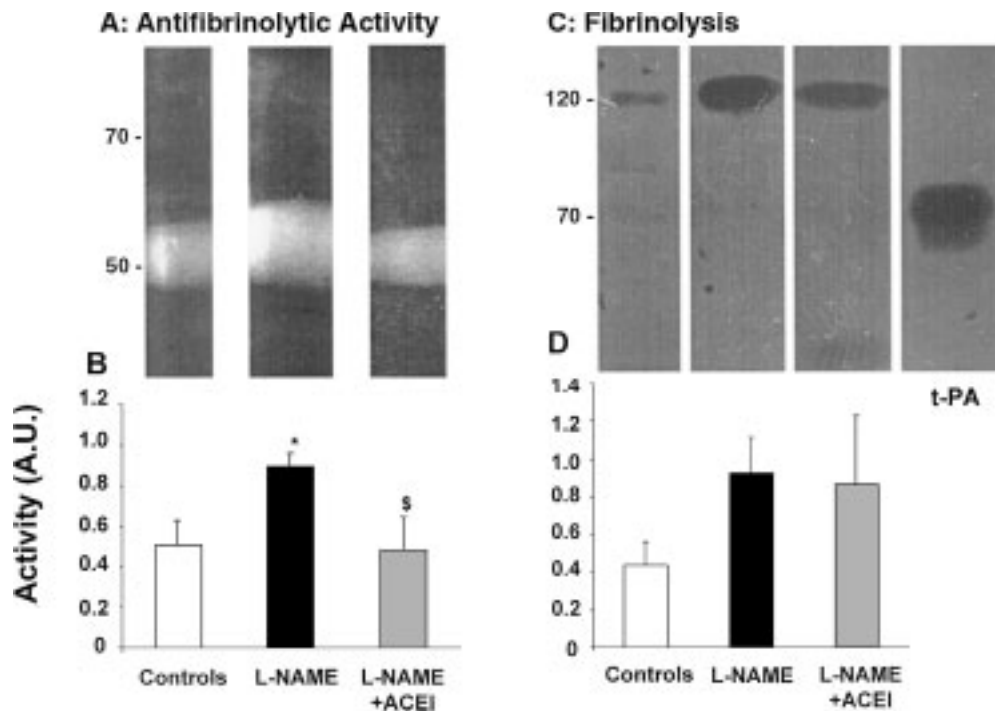 A: Antifibrinolytic Activity
70 -
50 -
C: Fibrinolysis
120 -
70 -
t-PA
B
Activity (A.U.)
1.2
1.0
0.8
0.6
0.4
0.2
0
*
$
Controls
L-NAME
L-NAME
+ACEI
D
1.4
1.2
1.0
0.8
0.6
0.4
0.2
0
Controls
L-NAME
L-NAME
+ACEI